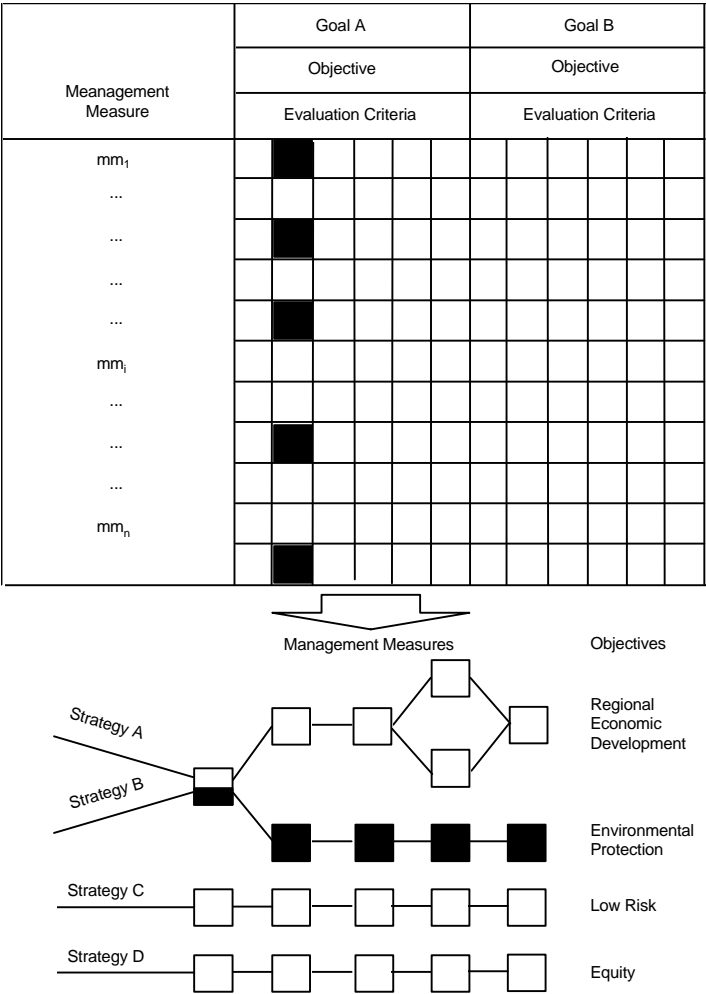 Goal A
Goal B
Objective
Objective
Meanagement
Measure
Evaluation Criteria
Evaluation Criteria
mm₁
...
...
...
...
mmᵢ
...
...
...
mmₙ
Management Measures
Objectives
Strategy A
Regional
Economic
Development
Strategy B
Environmental
Protection
Strategy C
Low Risk
Strategy D
Equity